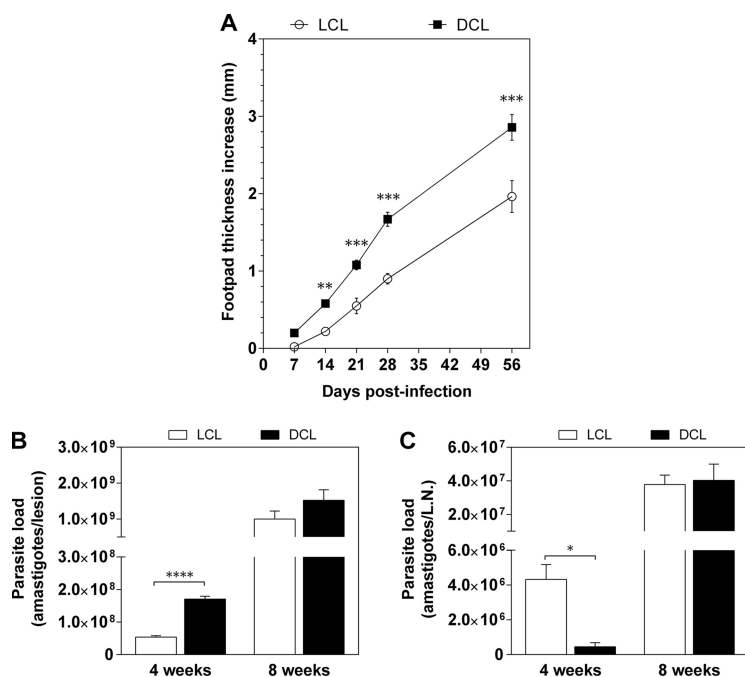 A
LCL DCL
Footpad thickness increase (mm)
4
3
2
1
0
** *** *** ***
0 7 14 21 28 35 42 49 56
Days post-infection
B
LCL DCL
Parasite load
(amastigotes/lesion)
3.0×10⁹
2.0×10⁹
1.0×10⁹
3.0×10⁸
2.0×10⁸
1.0×10⁸
0
****
4 weeks 8 weeks
C
LCL DCL
Parasite load
(amastigotes/L.N.)
6.0×10⁷
4.0×10⁷
2.0×10⁷
6.0×10⁶
4.0×10⁶
2.0×10⁶
0
*
4 weeks 8 weeks